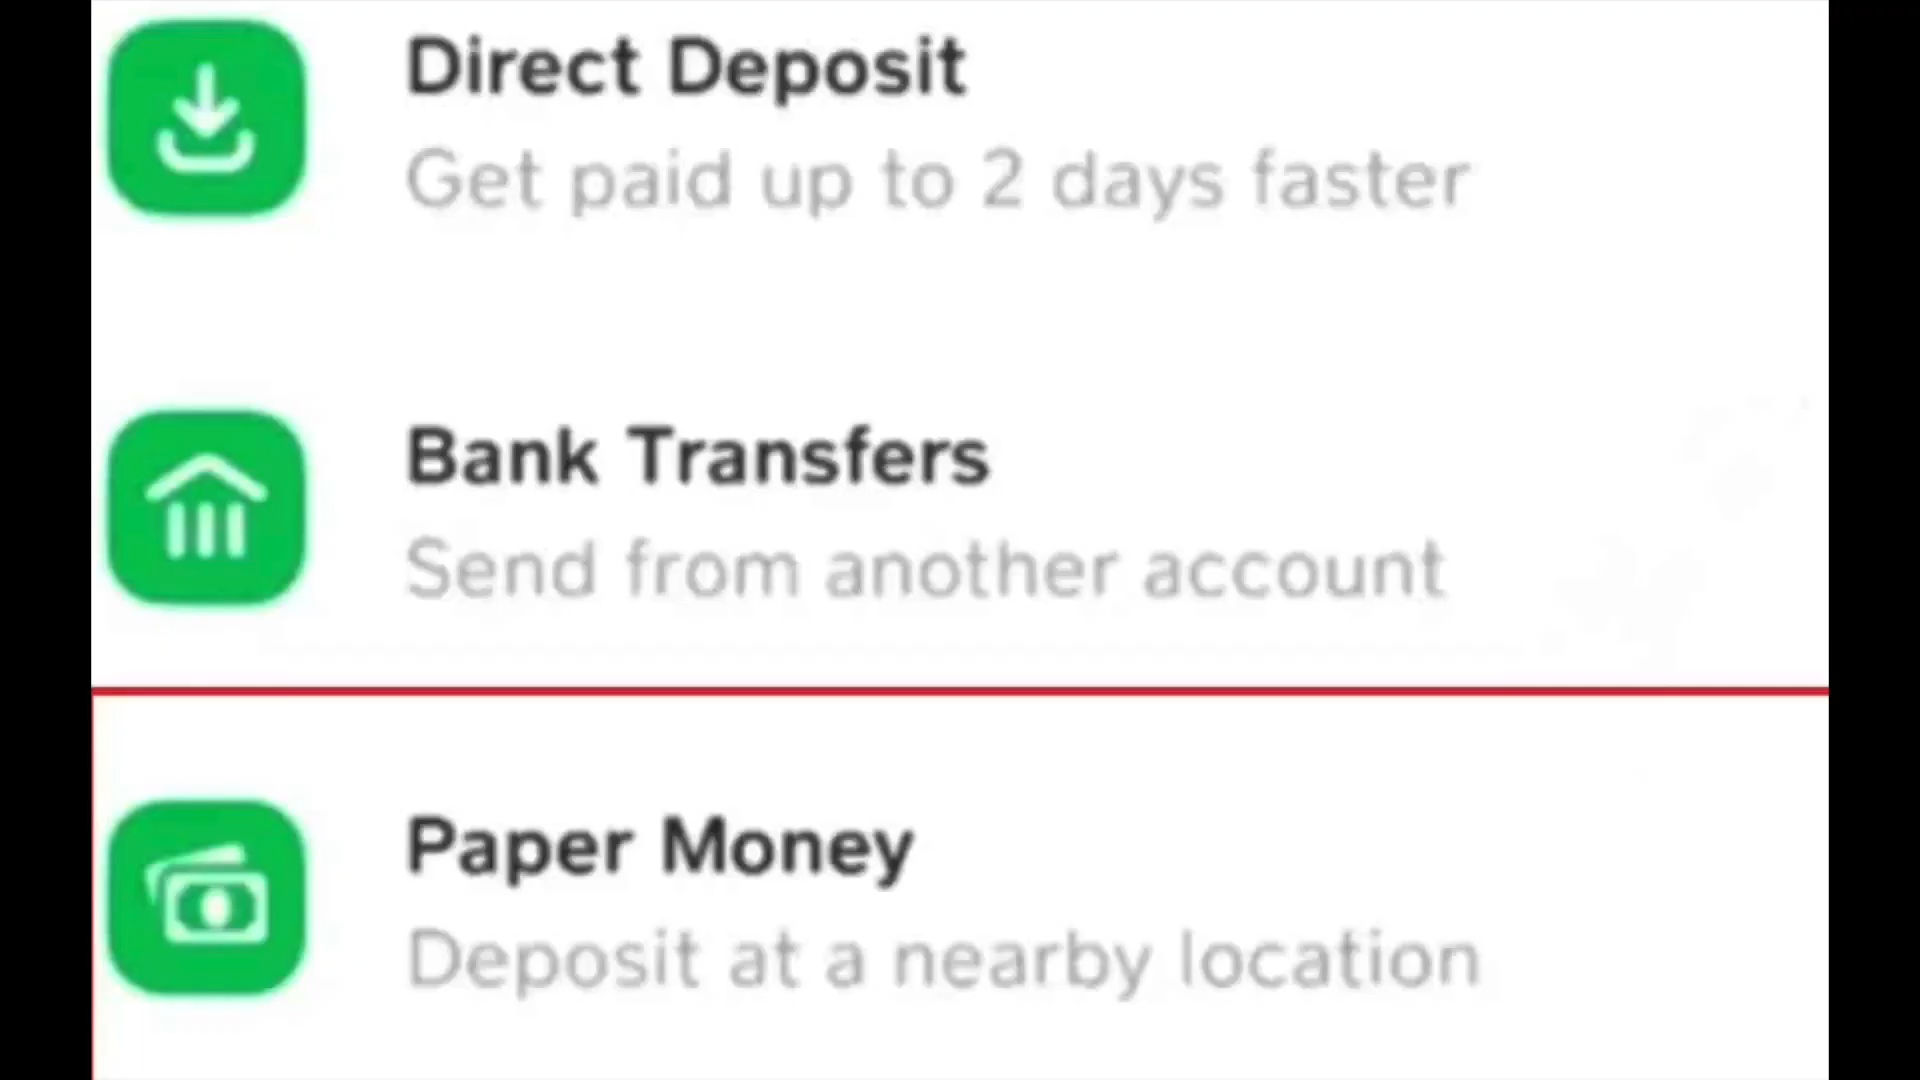 Direct Deposit
Get paid up to 2 days faster
Bank Transfers
Send from another account
Paper Money
Deposit at a nearby location